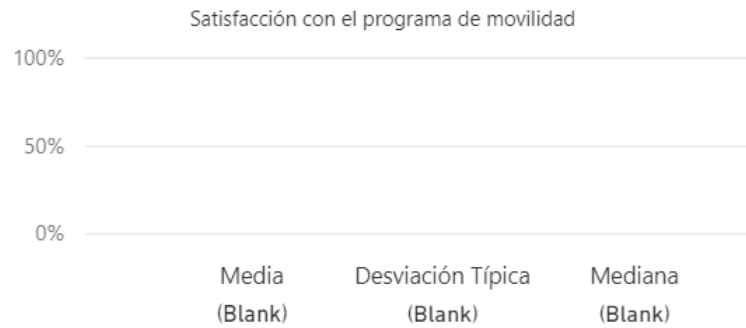 Satisfacción con el programa de movilidad
100%
50%
0%
Media Desviación Típica Mediana
(Blank) (Blank) (Blank)